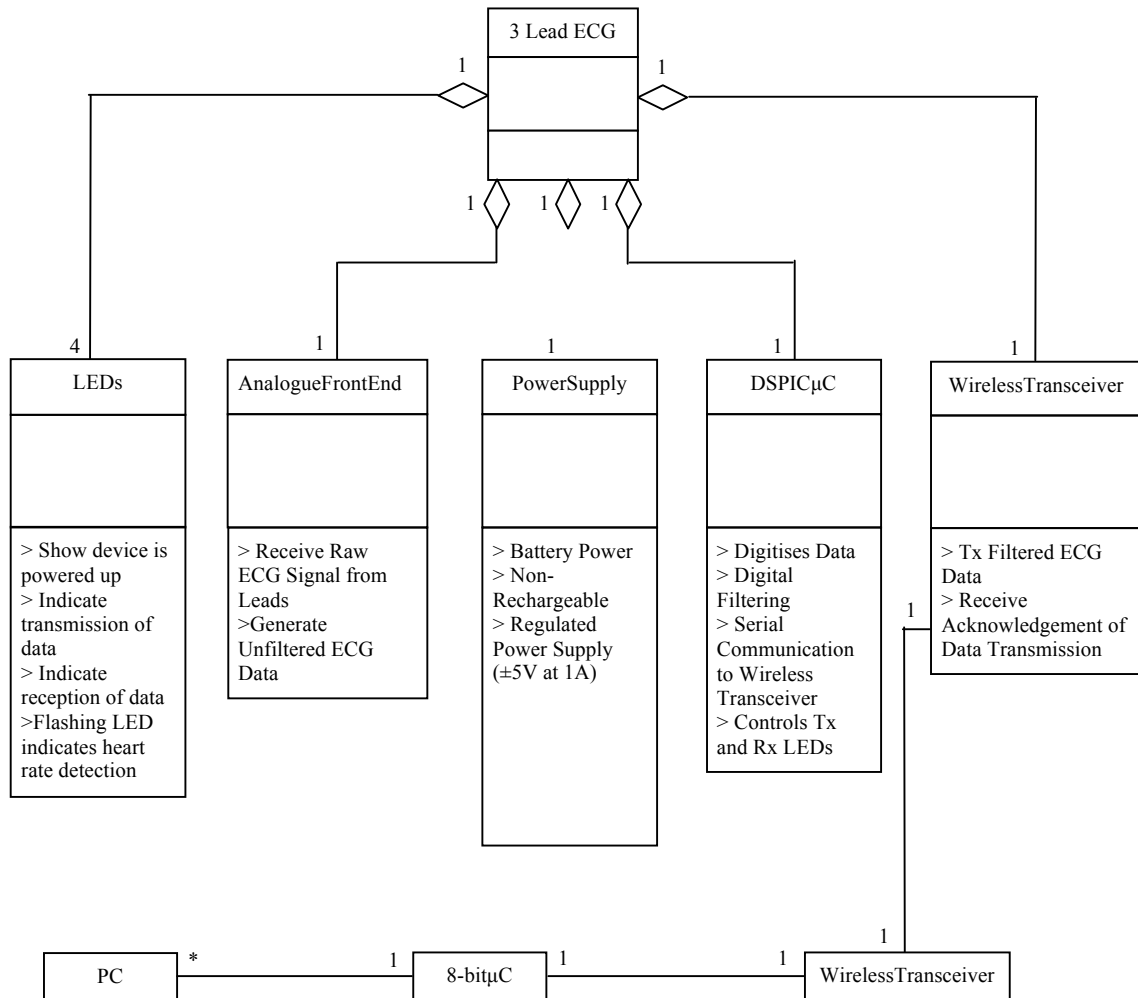 3 Lead ECG
1
1
1
1
1
4
1
1
1
1
LEDs
> Show device is
powered up
> Indicate
transmission of
data
> Indicate
reception of data
>Flashing LED
indicates heart
rate detection
AnalogueFrontEnd
> Receive Raw
ECG Signal from
Leads
>Generate
Unfiltered ECG
Data
PowerSupply
> Battery Power
> Non-
Rechargeable
> Regulated
Power Supply
(±5V at 1A)
DSPICμC
> Digitises Data
> Digital
Filtering
> Serial
Communication
to Wireless
Transceiver
> Controls Tx
and Rx LEDs
WirelessTransceiver
> Tx Filtered ECG
Data
> Receive
Acknowledgement of
Data Transmission
1
1
PC
*
1
8-bitμC
1
1
WirelessTransceiver